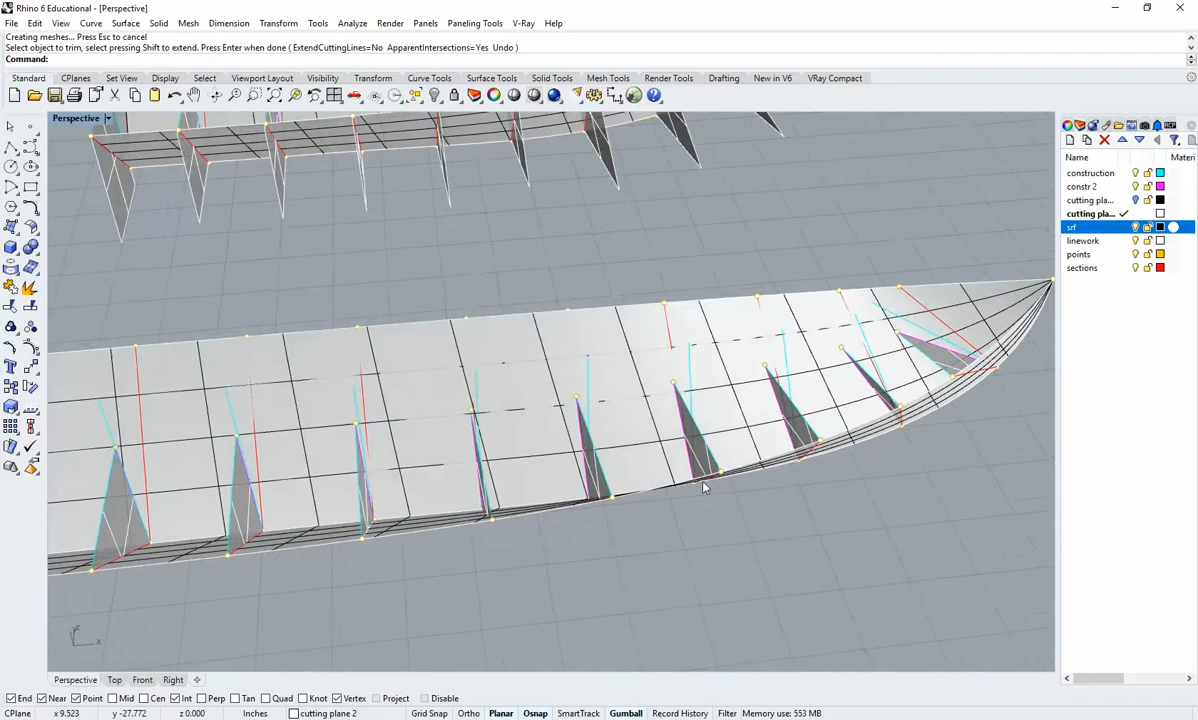 Rhino 6 Educational - [Perspective]
File Edit View Curve Surface Solid Mesh Dimension Transform Tools Analyze Render Panels Paneling Tools V-Ray Help
Creating meshes... Press Esc to cancel
Select object to trim, select pressing Shift to extend. Press Enter when done ( ExtendCuttingLines=No ApparentIntersections=Yes Undo )
Command:
Standard CPlanes Set View Display Select Viewport Layout Visibility Transform Curve Tools Surface Tools Solid Tools Mesh Tools Render Tools Drafting New in V6 VRay Compact
Perspective
Name Materi
construction
constr 2
cutting pla...
cutting pla...
srf
linework
points
sections
z
x
Perspective Top Front Right
End Near Point Mid Cen Int Perp Tan Quad Knot Vertex Project Disable
CPlane x 9.523 y -27.772 z 0.000 Inches cutting plane 2 Grid Snap Ortho Planar Osnap SmartTrack Gumball Record History Filter Memory use: 553 MB